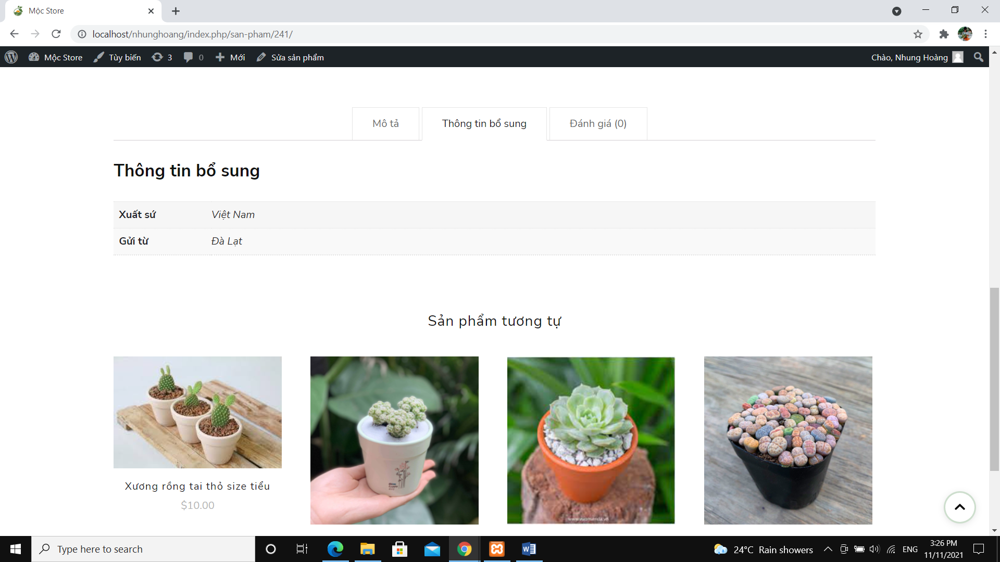 Mộc Store
localhost/nhunghoang/index.php/san-pham/241/
Mộc Store Tùy biến 3 0 Mới Sửa sản phẩm Chào, Nhung Hoàng
Mô tả Thông tin bổ sung Đánh giá (0)
Thông tin bổ sung
Xuất sứ Việt Nam
Gửi từ Đà Lạt
Sản phẩm tương tự
Xương rồng tai thỏ size tiểu
$10.00
Type here to search
24°C Rain showers ENG
3:26 PM
11/11/2021